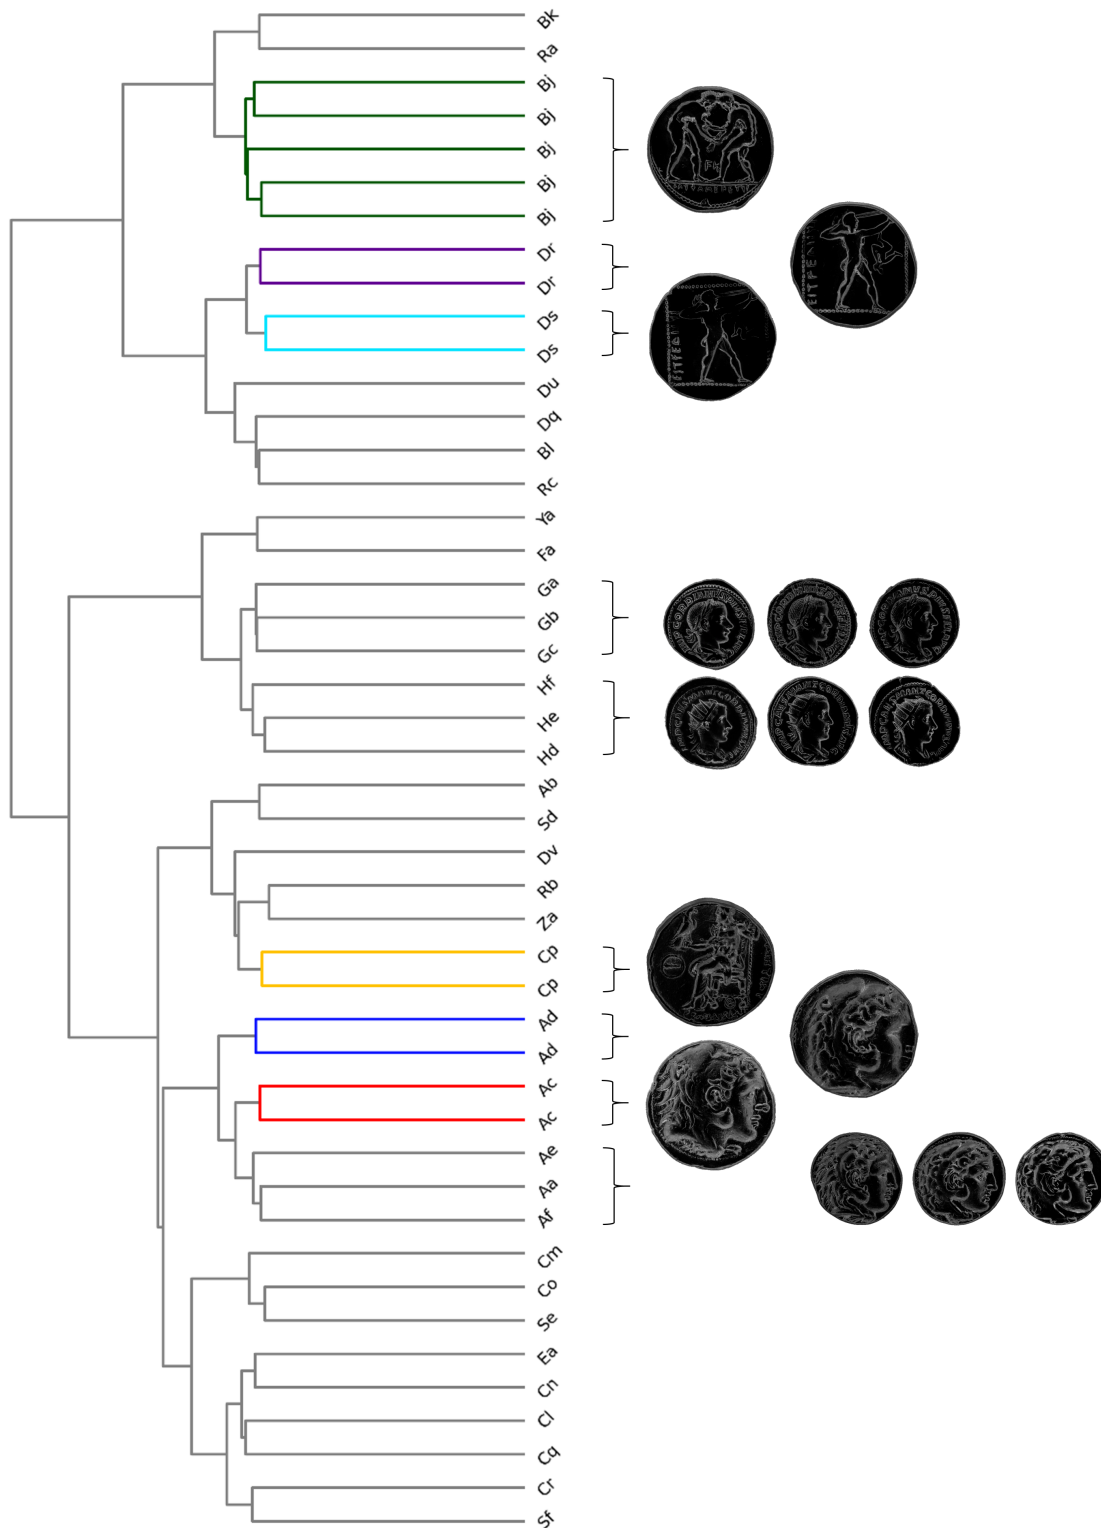 Bk
Ra
Bj
Bj
Bj
Bj
Bj
Dr
Dr
Ds
Ds
Du
Dq
Bl
Rc
Ya
Fa
Ga
Gb
Gc
Hf
He
Hd
Ab
Sd
Dv
Rb
Za
Cp
Cp
Ad
Ad
Ac
Ac
Ae
Aa
Af
Cm
Co
Se
Ea
Cn
Cl
Cq
Cr
Sf